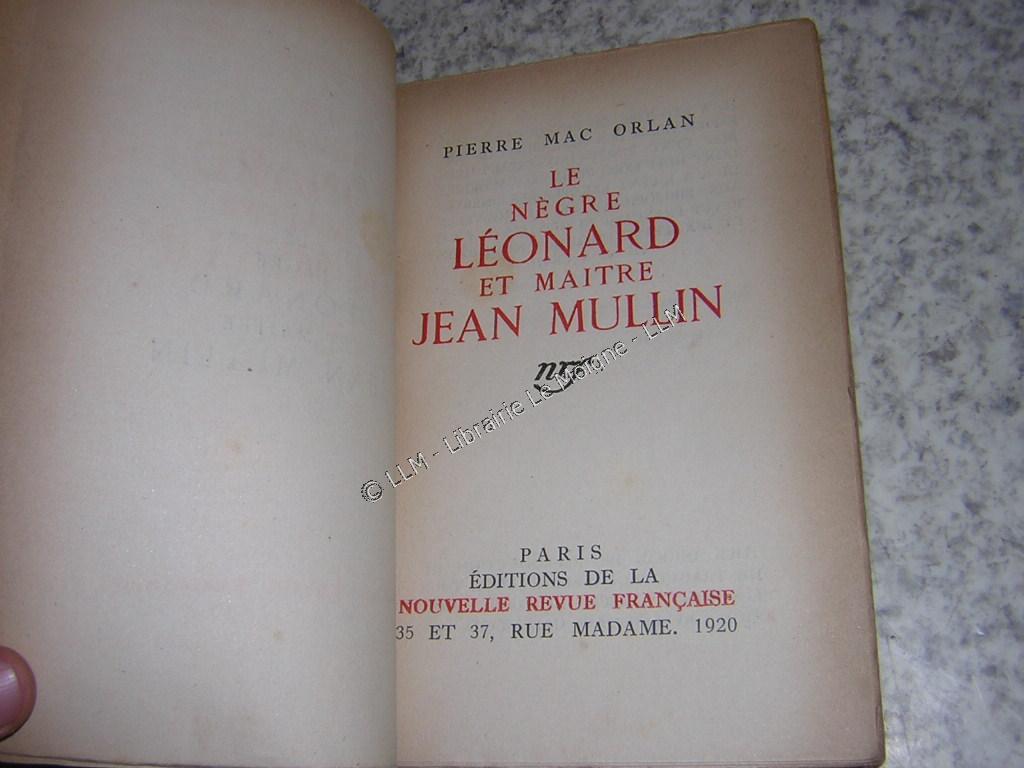 PIERRE MAC ORLAN
LE
NÈGRE
LÉONARD
ET MAITRE
JEAN MULLIN
nrf
© LLM - Librairie Le Moigne - LLM
PARIS
ÉDITIONS DE LA
NOUVELLE REVUE FRANÇAISE
35 ET 37, RUE MADAME. 1920